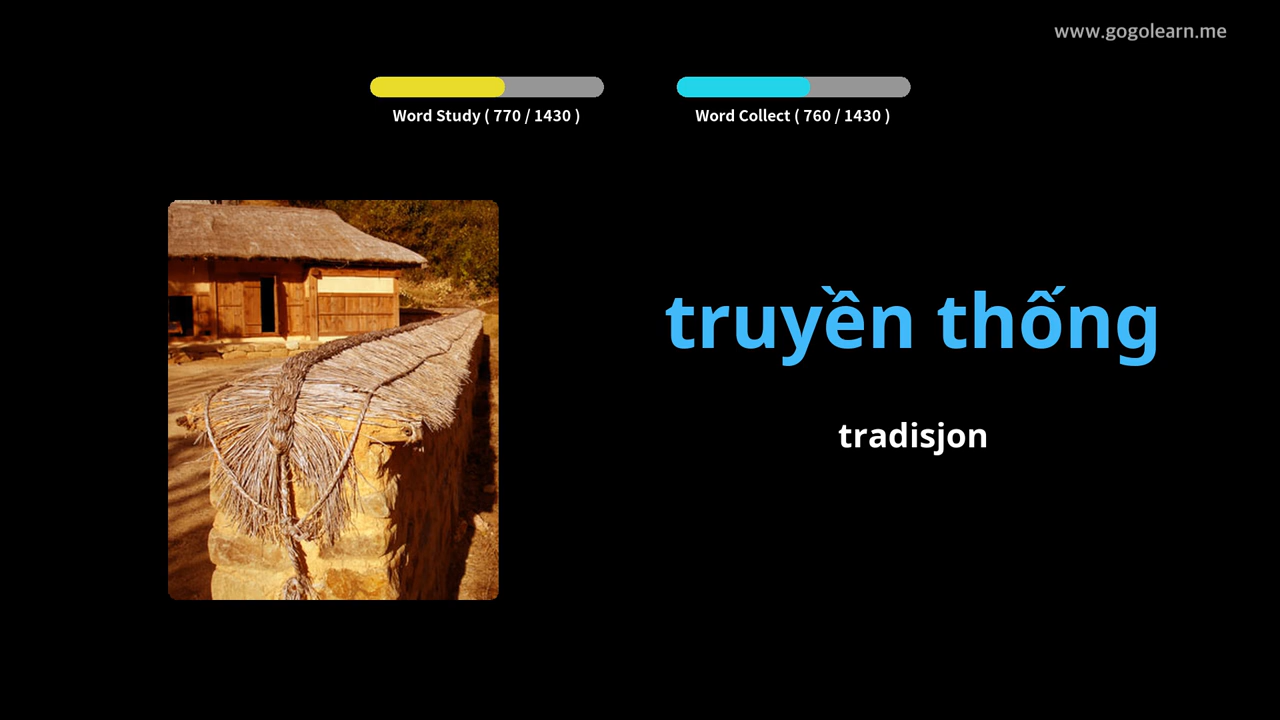 www.gogolearn.me
Word Study ( 770 / 1430 )
Word Collect ( 760 / 1430 )
truyền thống
tradisjon